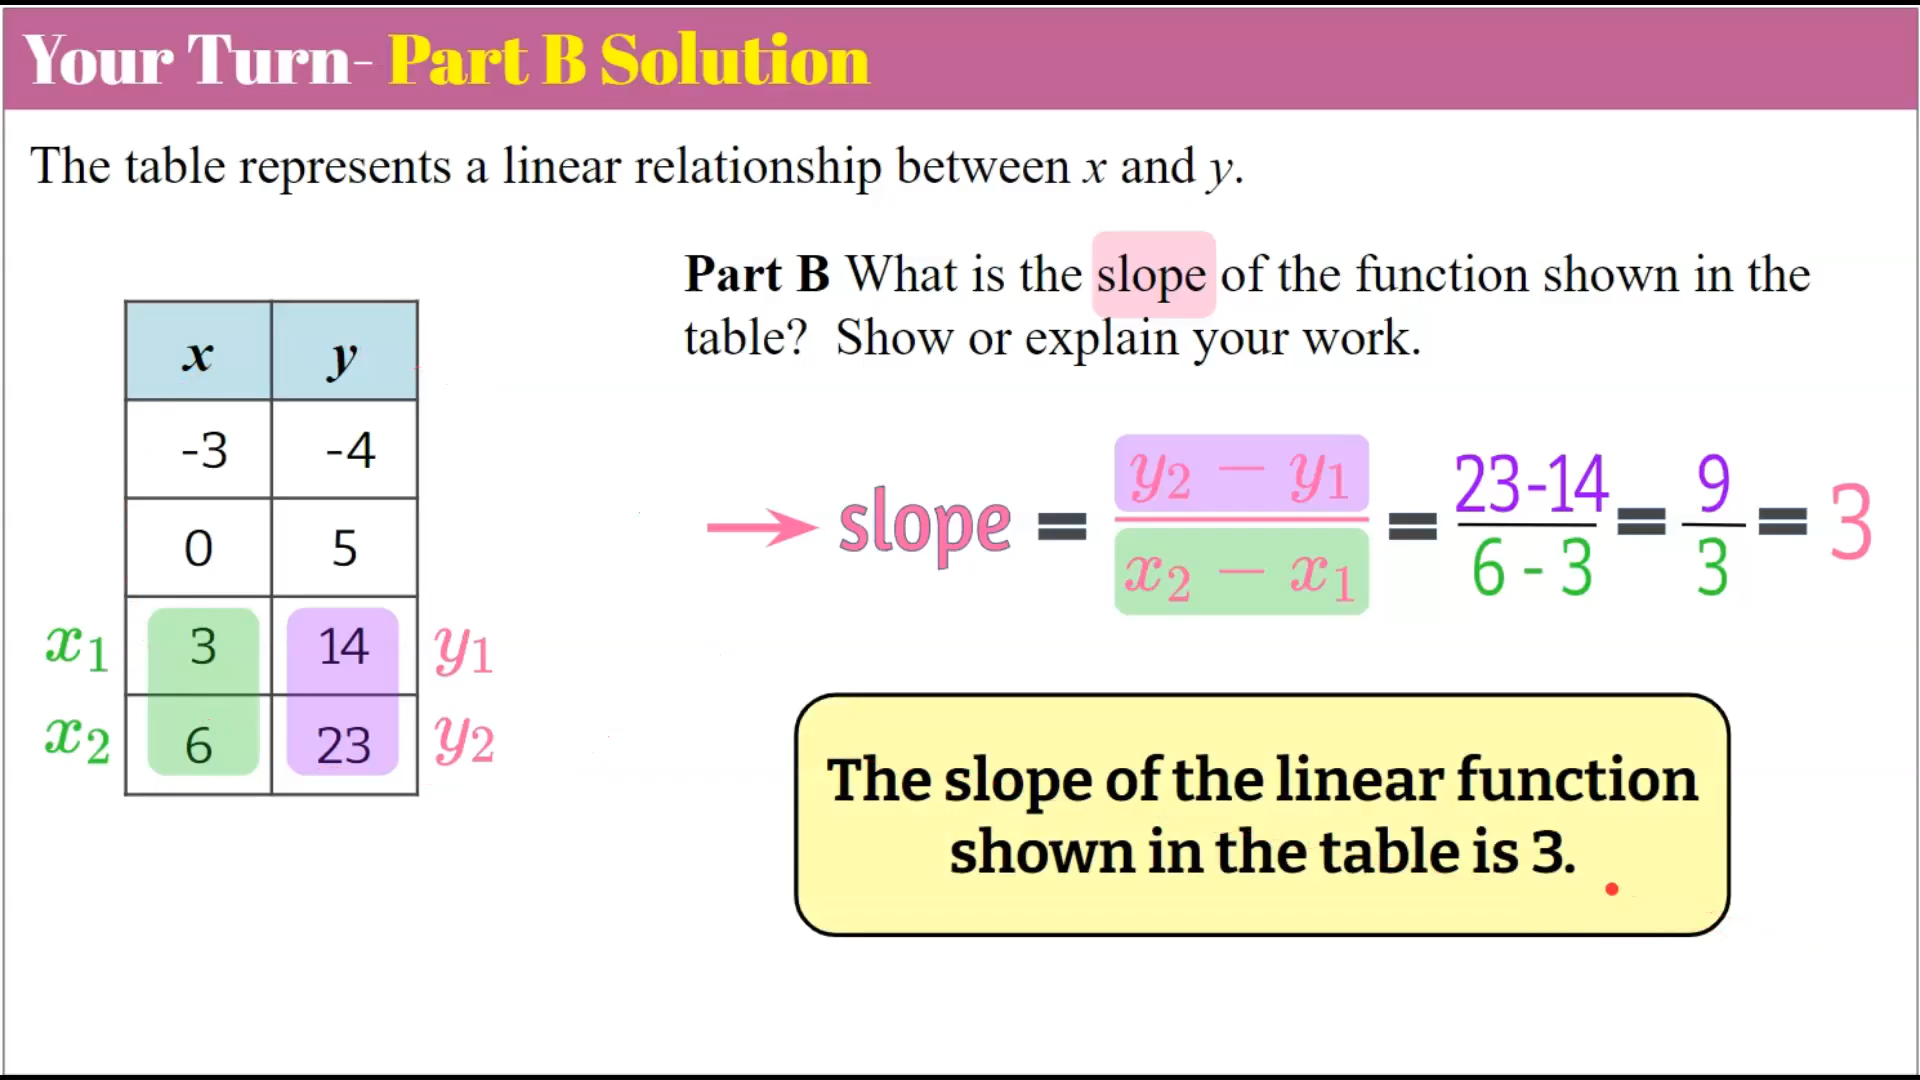 Your Turn- Part B Solution
The table represents a linear relationship between x and y.
Part B What is the slope of the function shown in the
table? Show or explain your work.
x y
-3 -4
0 5
x₁ 3 14 y₁
x₂ 6 23 y₂
slope = (y₂ − y₁)/(x₂ − x₁) = (23-14)/(6 - 3) = 9/3 = 3
The slope of the linear function
shown in the table is 3.